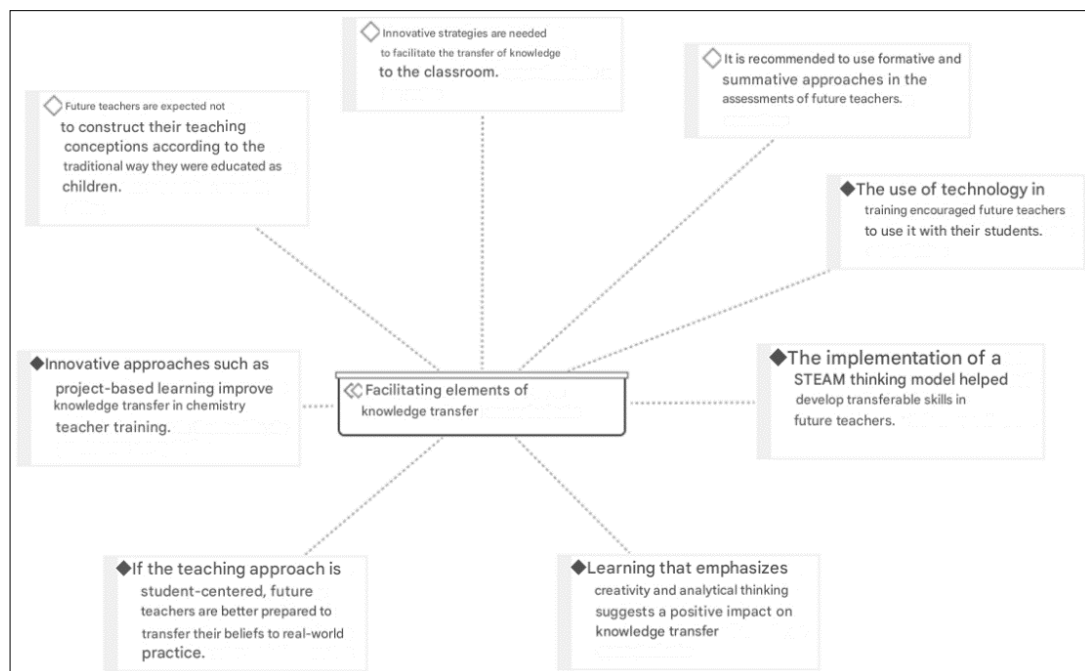 Innovative strategies are needed
to facilitate the transfer of knowledge
to the classroom.
It is recommended to use formative and
summative approaches in the
assessments of future teachers.
Future teachers are expected not
to construct their teaching
conceptions according to the
traditional way they were educated as
children.
The use of technology in
training encouraged future teachers
to use it with their students.
Innovative approaches such as
project-based learning improve
knowledge transfer in chemistry
teacher training.
Facilitating elements of
knowledge transfer
The implementation of a
STEAM thinking model helped
develop transferable skills in
future teachers.
If the teaching approach is
student-centered, future
teachers are better prepared to
transfer their beliefs to real-world
practice.
Learning that emphasizes
creativity and analytical thinking
suggests a positive impact on
knowledge transfer